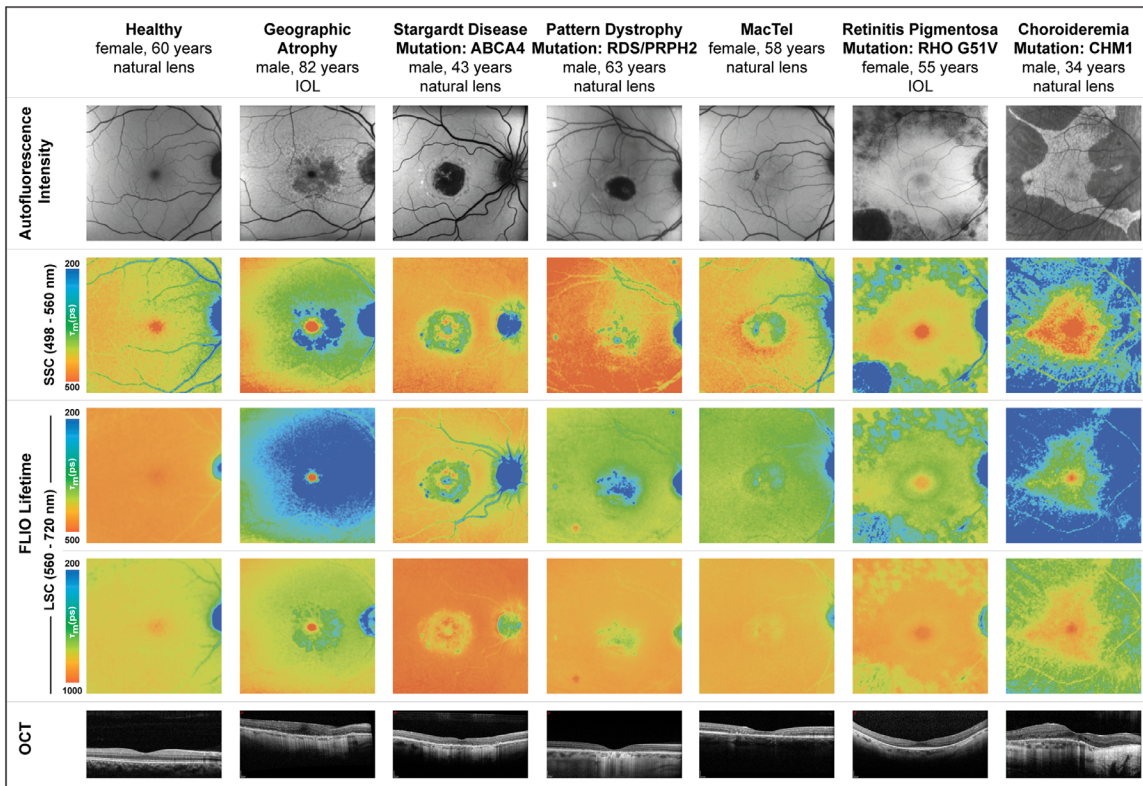 Healthy
female, 60 years
natural lens
Geographic
Atrophy
male, 82 years
IOL
Stargardt Disease
Mutation: ABCA4
male, 43 years
natural lens
Pattern Dystrophy
Mutation: RDS/PRPH2
male, 63 years
natural lens
MacTel
female, 58 years
natural lens
Retinitis Pigmentosa
Mutation: RHO G51V
female, 55 years
IOL
Choroideremia
Mutation: CHM1
male, 34 years
natural lens
Autofluorescence
Intensity
SSC (498 - 560 nm)
200
τm(ps)
500
FLIO Lifetime
LSC (560 - 720 nm)
200
τm(ps)
500
200
τm(ps)
1000
OCT